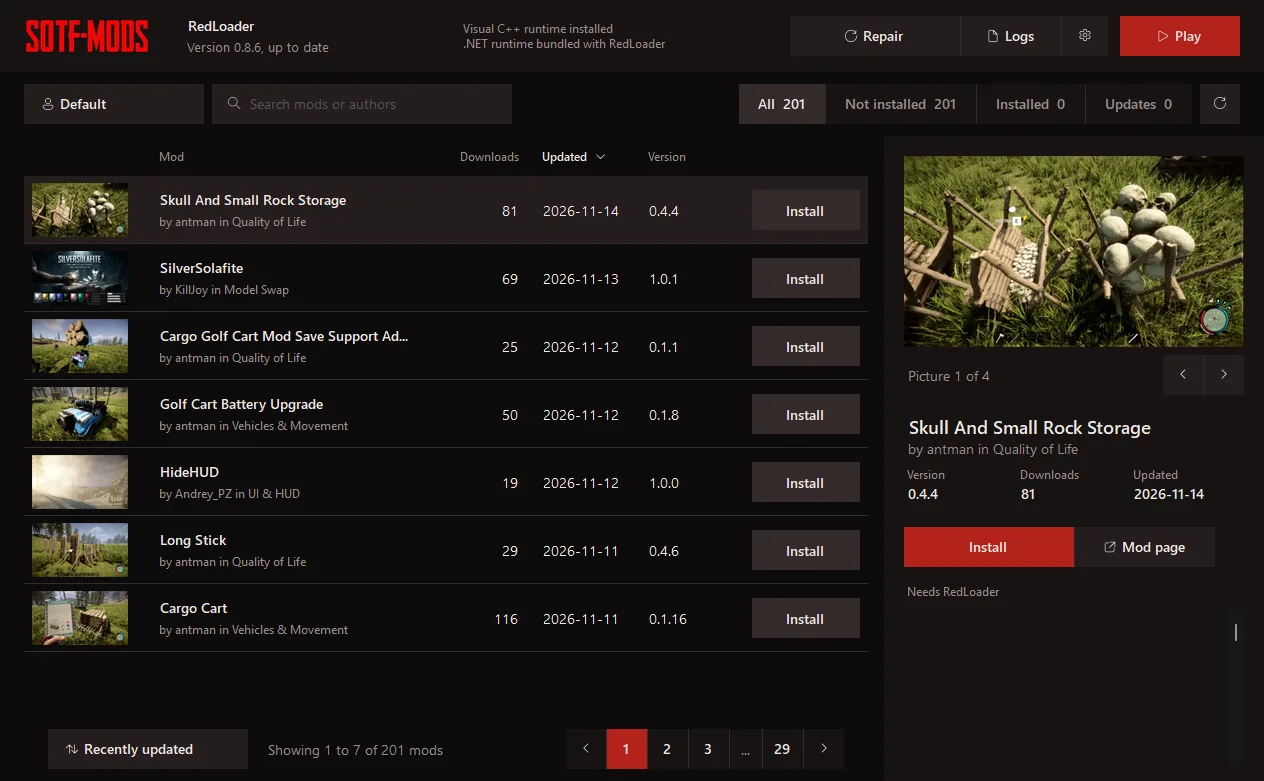 SOTF-MODS
RedLoader
Version 0.8.6, up to date
Visual C++ runtime installed
.NET runtime bundled with RedLoader
Repair
Logs
Play
Default
Search mods or authors
All 201
Not installed 201
Installed 0
Updates 0
Mod
Downloads
Updated
Version
Skull And Small Rock Storage
by antman in Quality of Life
81
2026-11-14
0.4.4
Install
SilverSolafite
by KillJoy in Model Swap
69
2026-11-13
1.0.1
Install
SILVERSOLAFITE
Cargo Golf Cart Mod Save Support Ad...
by antman in Quality of Life
25
2026-11-12
0.1.1
Install
Golf Cart Battery Upgrade
by antman in Vehicles & Movement
50
2026-11-12
0.1.8
Install
HideHUD
by Andrey_PZ in UI & HUD
19
2026-11-12
1.0.0
Install
Long Stick
by antman in Quality of Life
29
2026-11-11
0.4.6
Install
Cargo Cart
by antman in Vehicles & Movement
116
2026-11-11
0.1.16
Install
Recently updated
Showing 1 to 7 of 201 mods
1
2
3
...
29
E
Picture 1 of 4
Skull And Small Rock Storage
by antman in Quality of Life
Version
Downloads
Updated
0.4.4
81
2026-11-14
Install
Mod page
Needs RedLoader